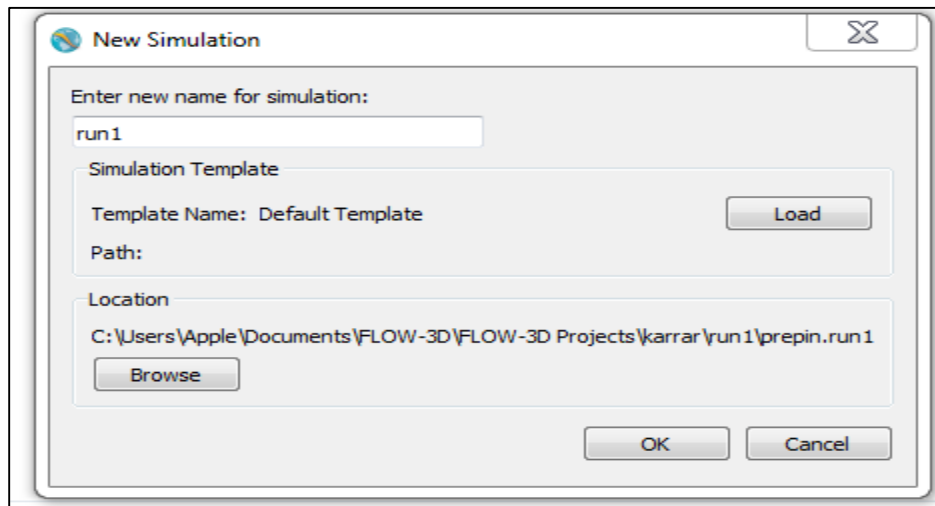 New Simulation
Enter new name for simulation:
run1
Simulation Template
Template Name: Default Template
Load
Path:
Location
C:\Users\Apple\Documents\FLOW-3D\FLOW-3D Projects\karrar\run1\prepin.run1
Browse
OK
Cancel